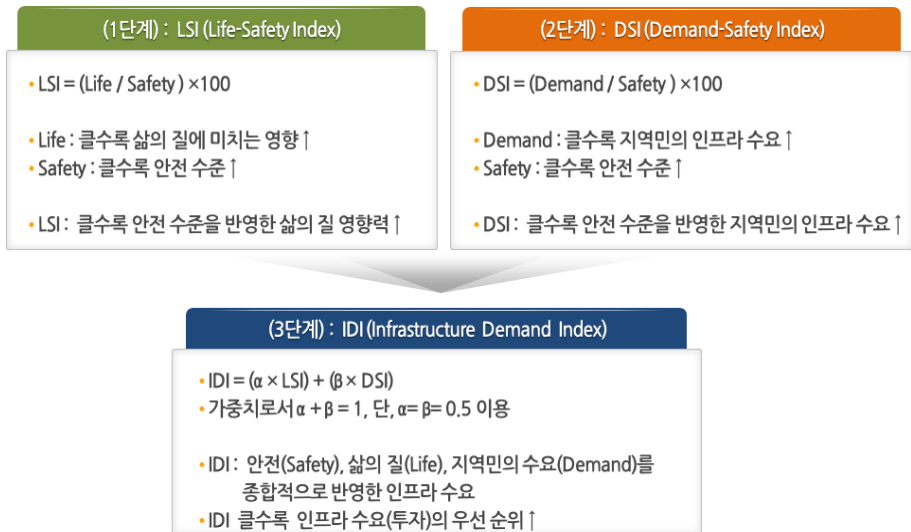 (1단계) : LSI (Life-Safety Index)
• LSI = (Life / Safety ) ×100
• Life : 클수록 삶의 질에 미치는 영향 ↑
• Safety : 클수록 안전 수준 ↑
• LSI : 클수록 안전 수준을 반영한 삶의 질 영향력 ↑
(2단계) : DSI (Demand-Safety Index)
• DSI = (Demand / Safety ) ×100
• Demand : 클수록 지역민의 인프라 수요 ↑
• Safety : 클수록 안전 수준 ↑
• DSI : 클수록 안전 수준을 반영한 지역민의 인프라 수요 ↑
(3단계) : IDI (Infrastructure Demand Index)
• IDI = (α × LSI) + (β × DSI)
• 가중치로서 α + β = 1, 단, α= β= 0.5 이용
• IDI : 안전(Safety), 삶의 질(Life), 지역민의 수요(Demand)를
종합적으로 반영한 인프라 수요
• IDI 클수록 인프라 수요(투자)의 우선 순위 ↑